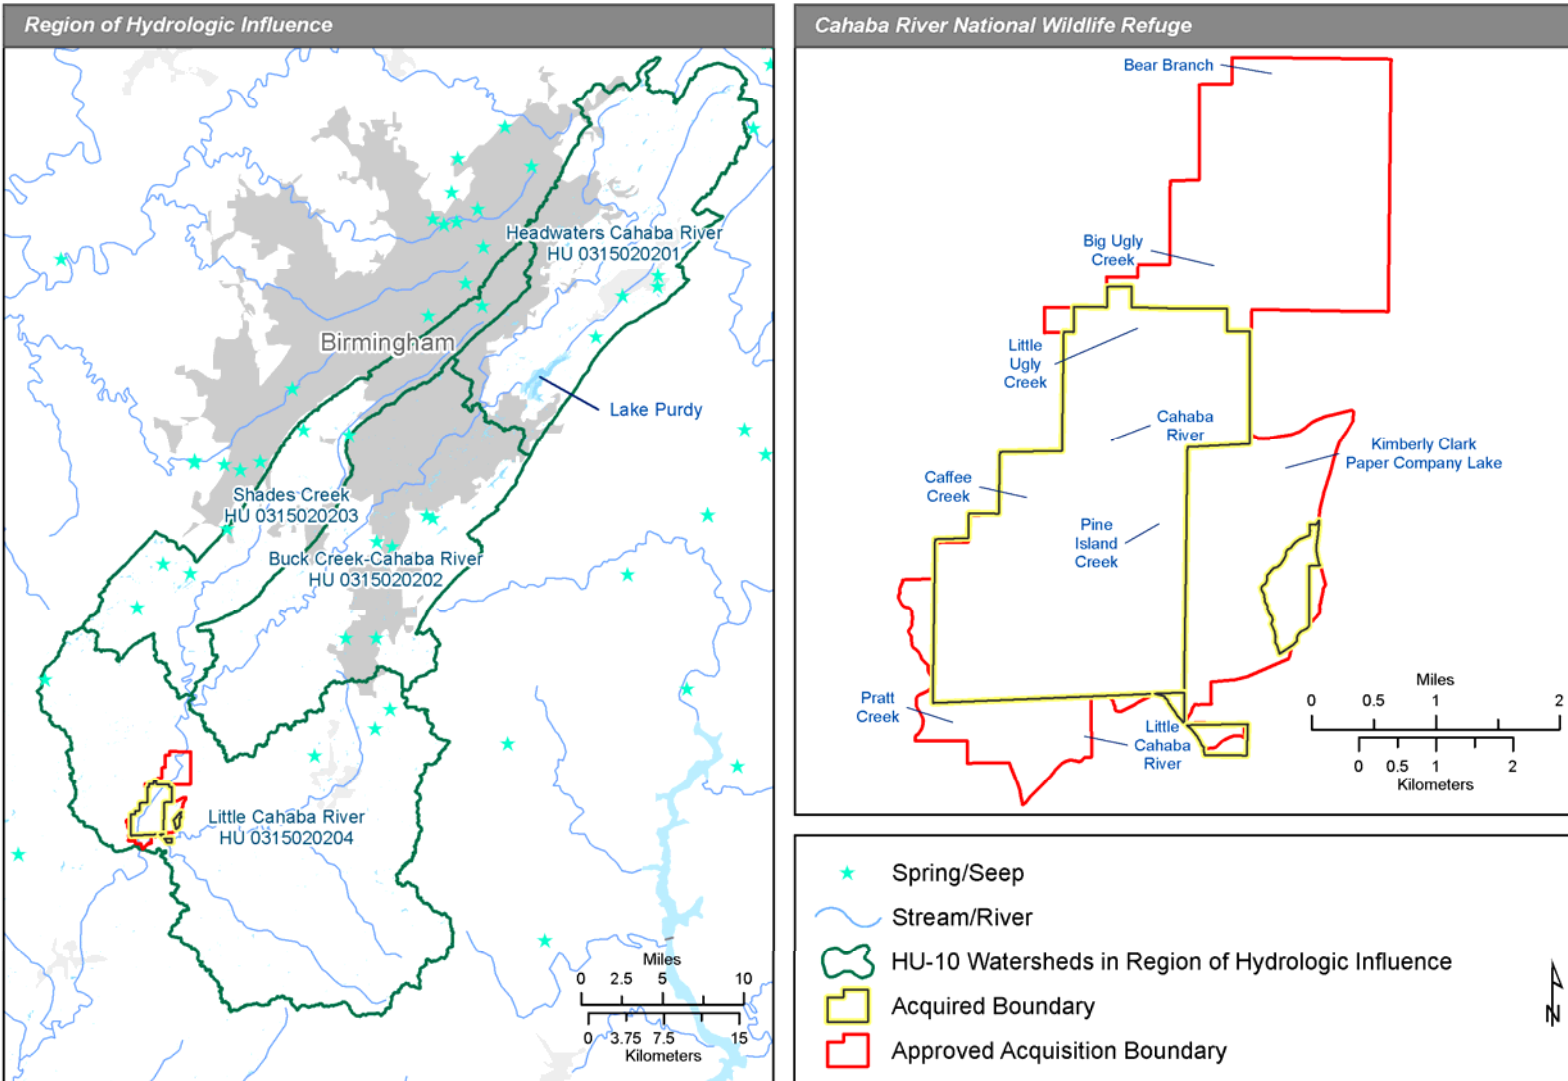 Region of Hydrologic Influence
Headwaters Cahaba River
HU 0315020201
Birmingham
Lake Purdy
Shades Creek
HU 0315020203
Buck Creek-Cahaba River
HU 0315020202
Little Cahaba River
HU 0315020204
Miles
0 2.5 5 10
0 3.75 7.5 15
Kilometers
Cahaba River National Wildlife Refuge
Bear Branch
Big Ugly
Creek
Little
Ugly
Creek
Cahaba
River
Kimberly Clark
Paper Company Lake
Caffee
Creek
Pine
Island
Creek
Pratt
Creek
Little
Cahaba
River
Miles
0 0.5 1 2
0 0.5 1 2
Kilometers
Spring/Seep
Stream/River
HU-10 Watersheds in Region of Hydrologic Influence
Acquired Boundary
Approved Acquisition Boundary
N